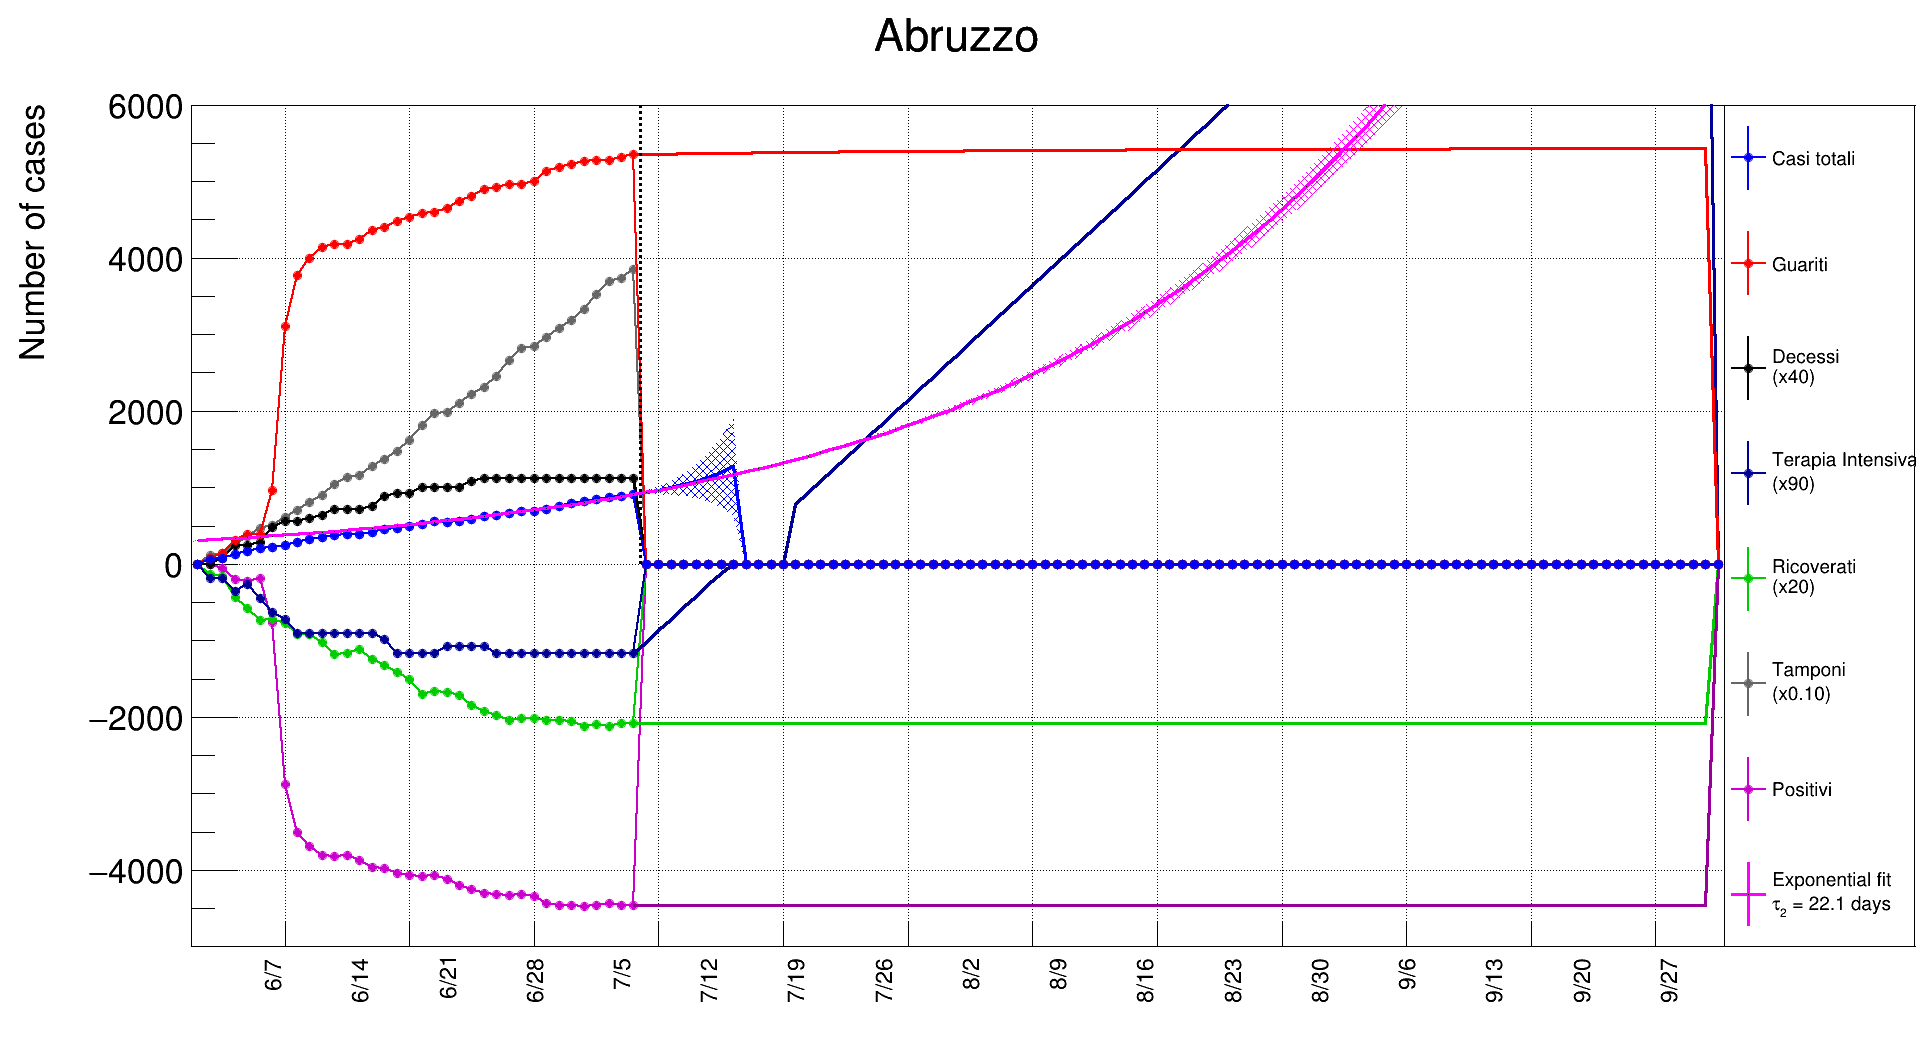 Abruzzo
Number of cases
6000
4000
2000
0
−2000
−4000
6/7
6/14
6/21
6/28
7/5
7/12
7/19
7/26
8/2
8/9
8/16
8/23
8/30
9/6
9/13
9/20
9/27
Casi totali
Guariti
Decessi
(x40)
Terapia Intensiva
(x90)
Ricoverati
(x20)
Tamponi
(x0.10)
Positivi
Exponential fit
τ2 = 22.1 days